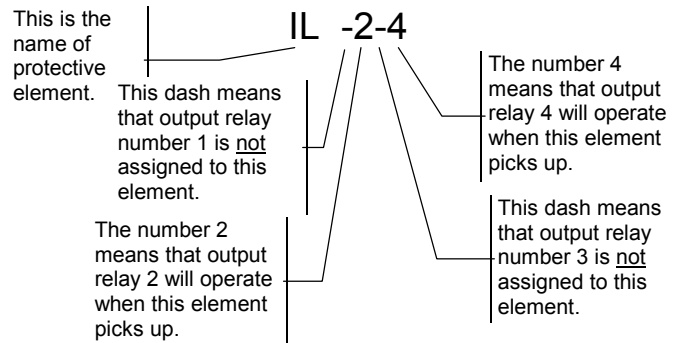 IL -2-4
This is the
name of
protective
element.
This dash means
that output relay
number 1 is not
assigned to this
element.
The number 2
means that output
relay 2 will operate
when this element
picks up.
The number 4
means that output
relay 4 will operate
when this element
picks up.
This dash means
that output relay
number 3 is not
assigned to this
element.